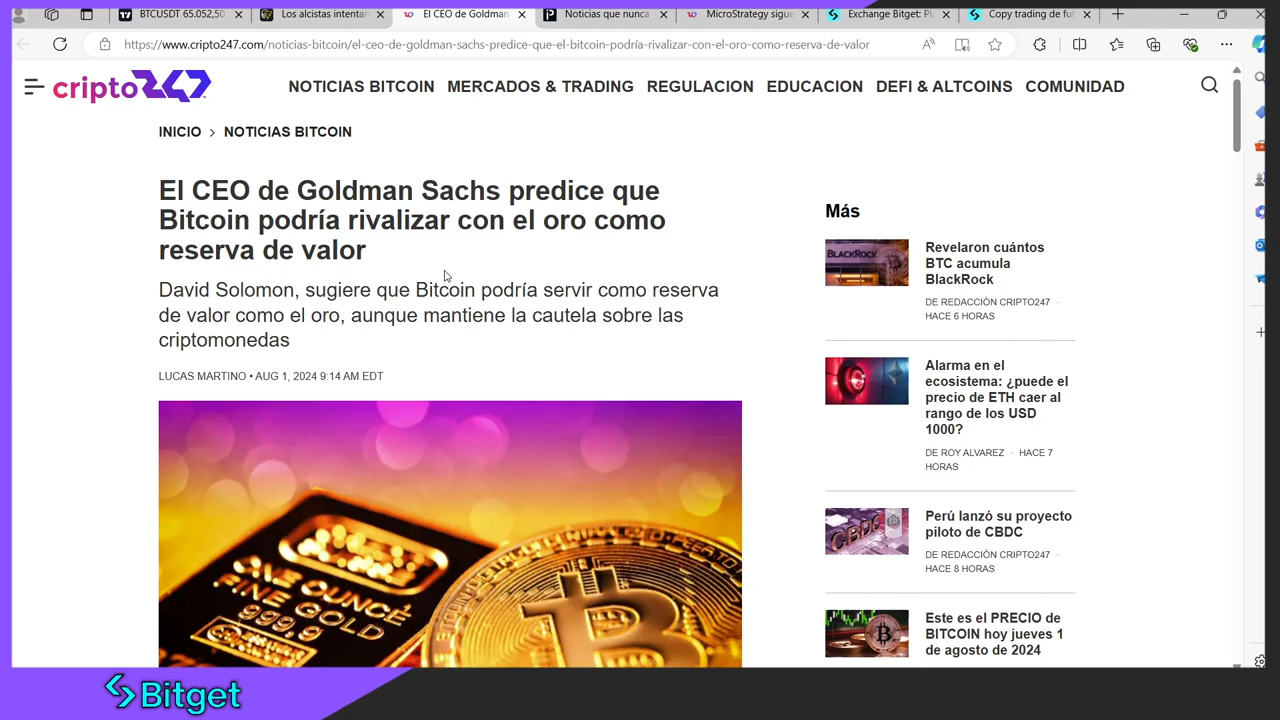 BTCUSDT 65.052,50
Los alcistas intentar
El CEO de Goldman
Noticias que nunca
MicroStrategy sigue
Exchange Bitget: Pl
Copy trading de fut
https://www.cripto247.com/noticias-bitcoin/el-ceo-de-goldman-sachs-predice-que-el-bitcoin-podría-rivalizar-con-el-oro-como-reserva-de-valor
cripto247
NOTICIAS BITCOIN
MERCADOS & TRADING
REGULACION
EDUCACION
DEFI & ALTCOINS
COMUNIDAD
INICIO > NOTICIAS BITCOIN
El CEO de Goldman Sachs predice que
Bitcoin podría rivalizar con el oro como
reserva de valor
David Solomon, sugiere que Bitcoin podría servir como reserva
de valor como el oro, aunque mantiene la cautela sobre las
criptomonedas
LUCAS MARTINO • AUG 1, 2024 9:14 AM EDT
ONE OUNCE
FINE GOLD
999,9
Más
BLACKROCK
Revelaron cuántos
BTC acumula
BlackRock
DE REDACCIÓN CRIPTO247 ·
HACE 6 HORAS
Alarma en el
ecosistema: ¿puede el
precio de ETH caer al
rango de los USD
1000?
DE ROY ALVAREZ · HACE 7
HORAS
CBDC
Perú lanzó su proyecto
piloto de CBDC
DE REDACCIÓN CRIPTO247 ·
HACE 8 HORAS
Este es el PRECIO de
BITCOIN hoy jueves 1
de agosto de 2024
Bitget